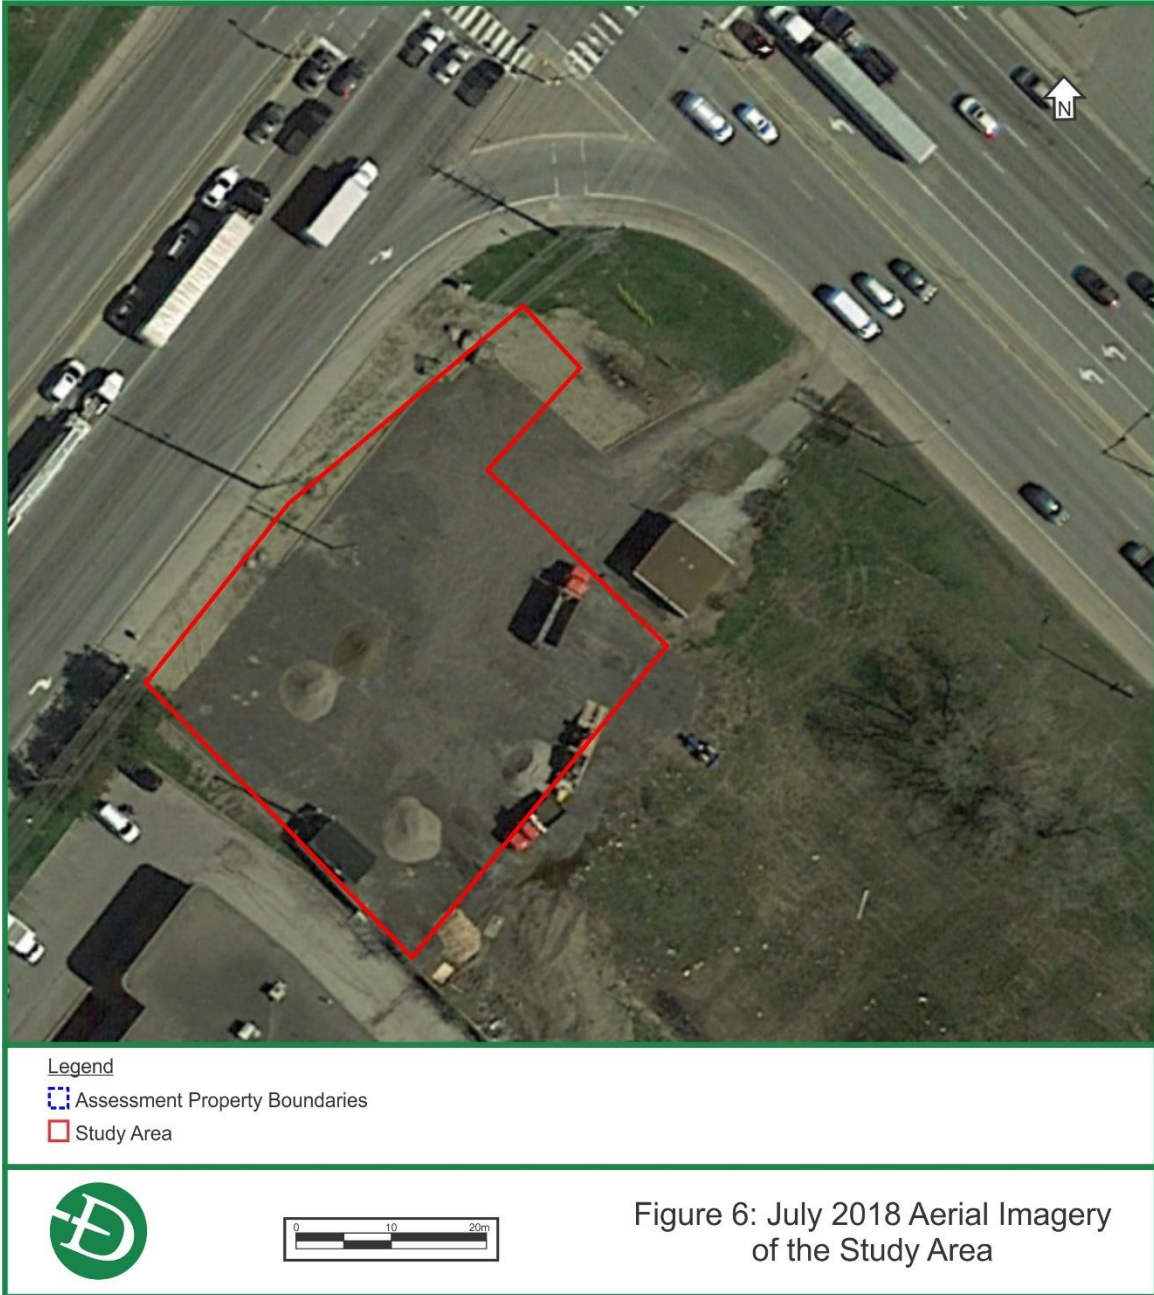 N
Legend
Assessment Property Boundaries
Study Area
0 10 20m
Figure 6: July 2018 Aerial Imagery
of the Study Area